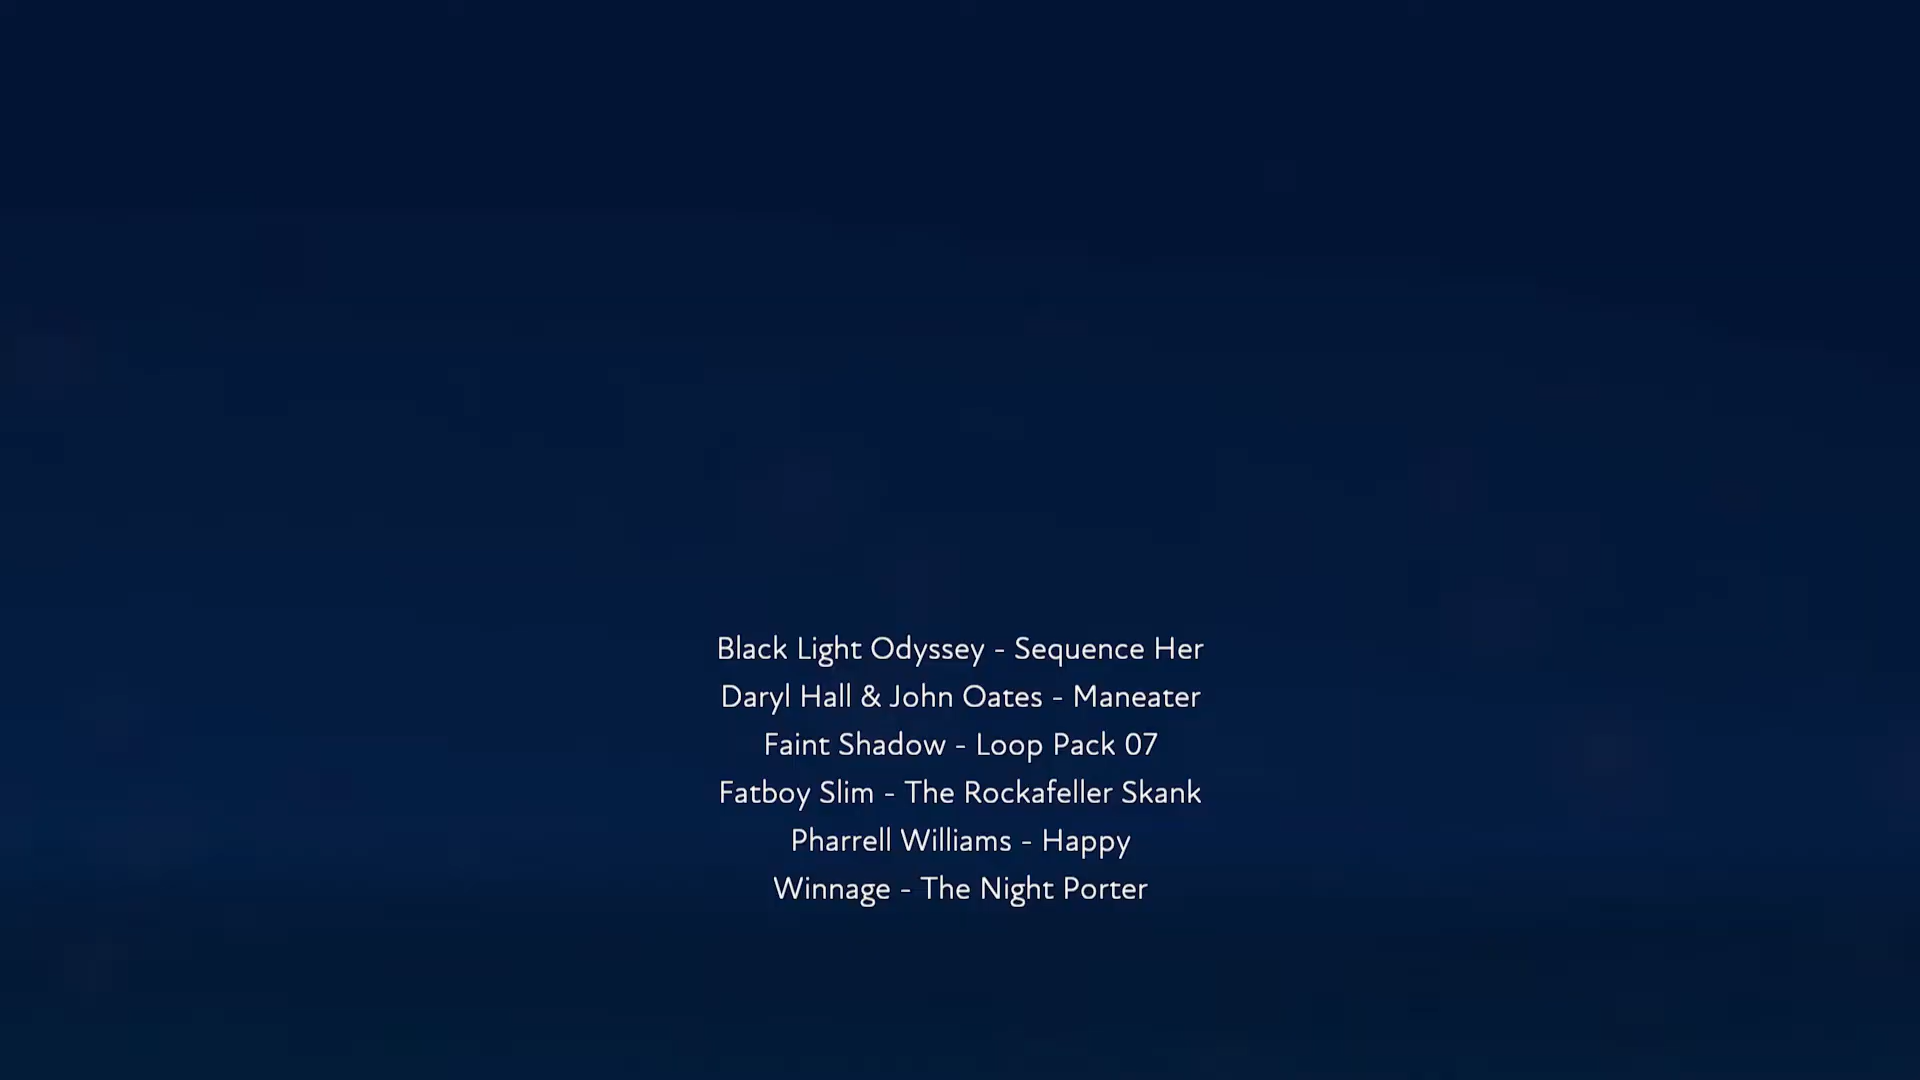 Black Light Odyssey - Sequence Her
Daryl Hall & John Oates - Maneater
Faint Shadow - Loop Pack 07
Fatboy Slim - The Rockafeller Skank
Pharrell Williams - Happy
Winnage - The Night Porter